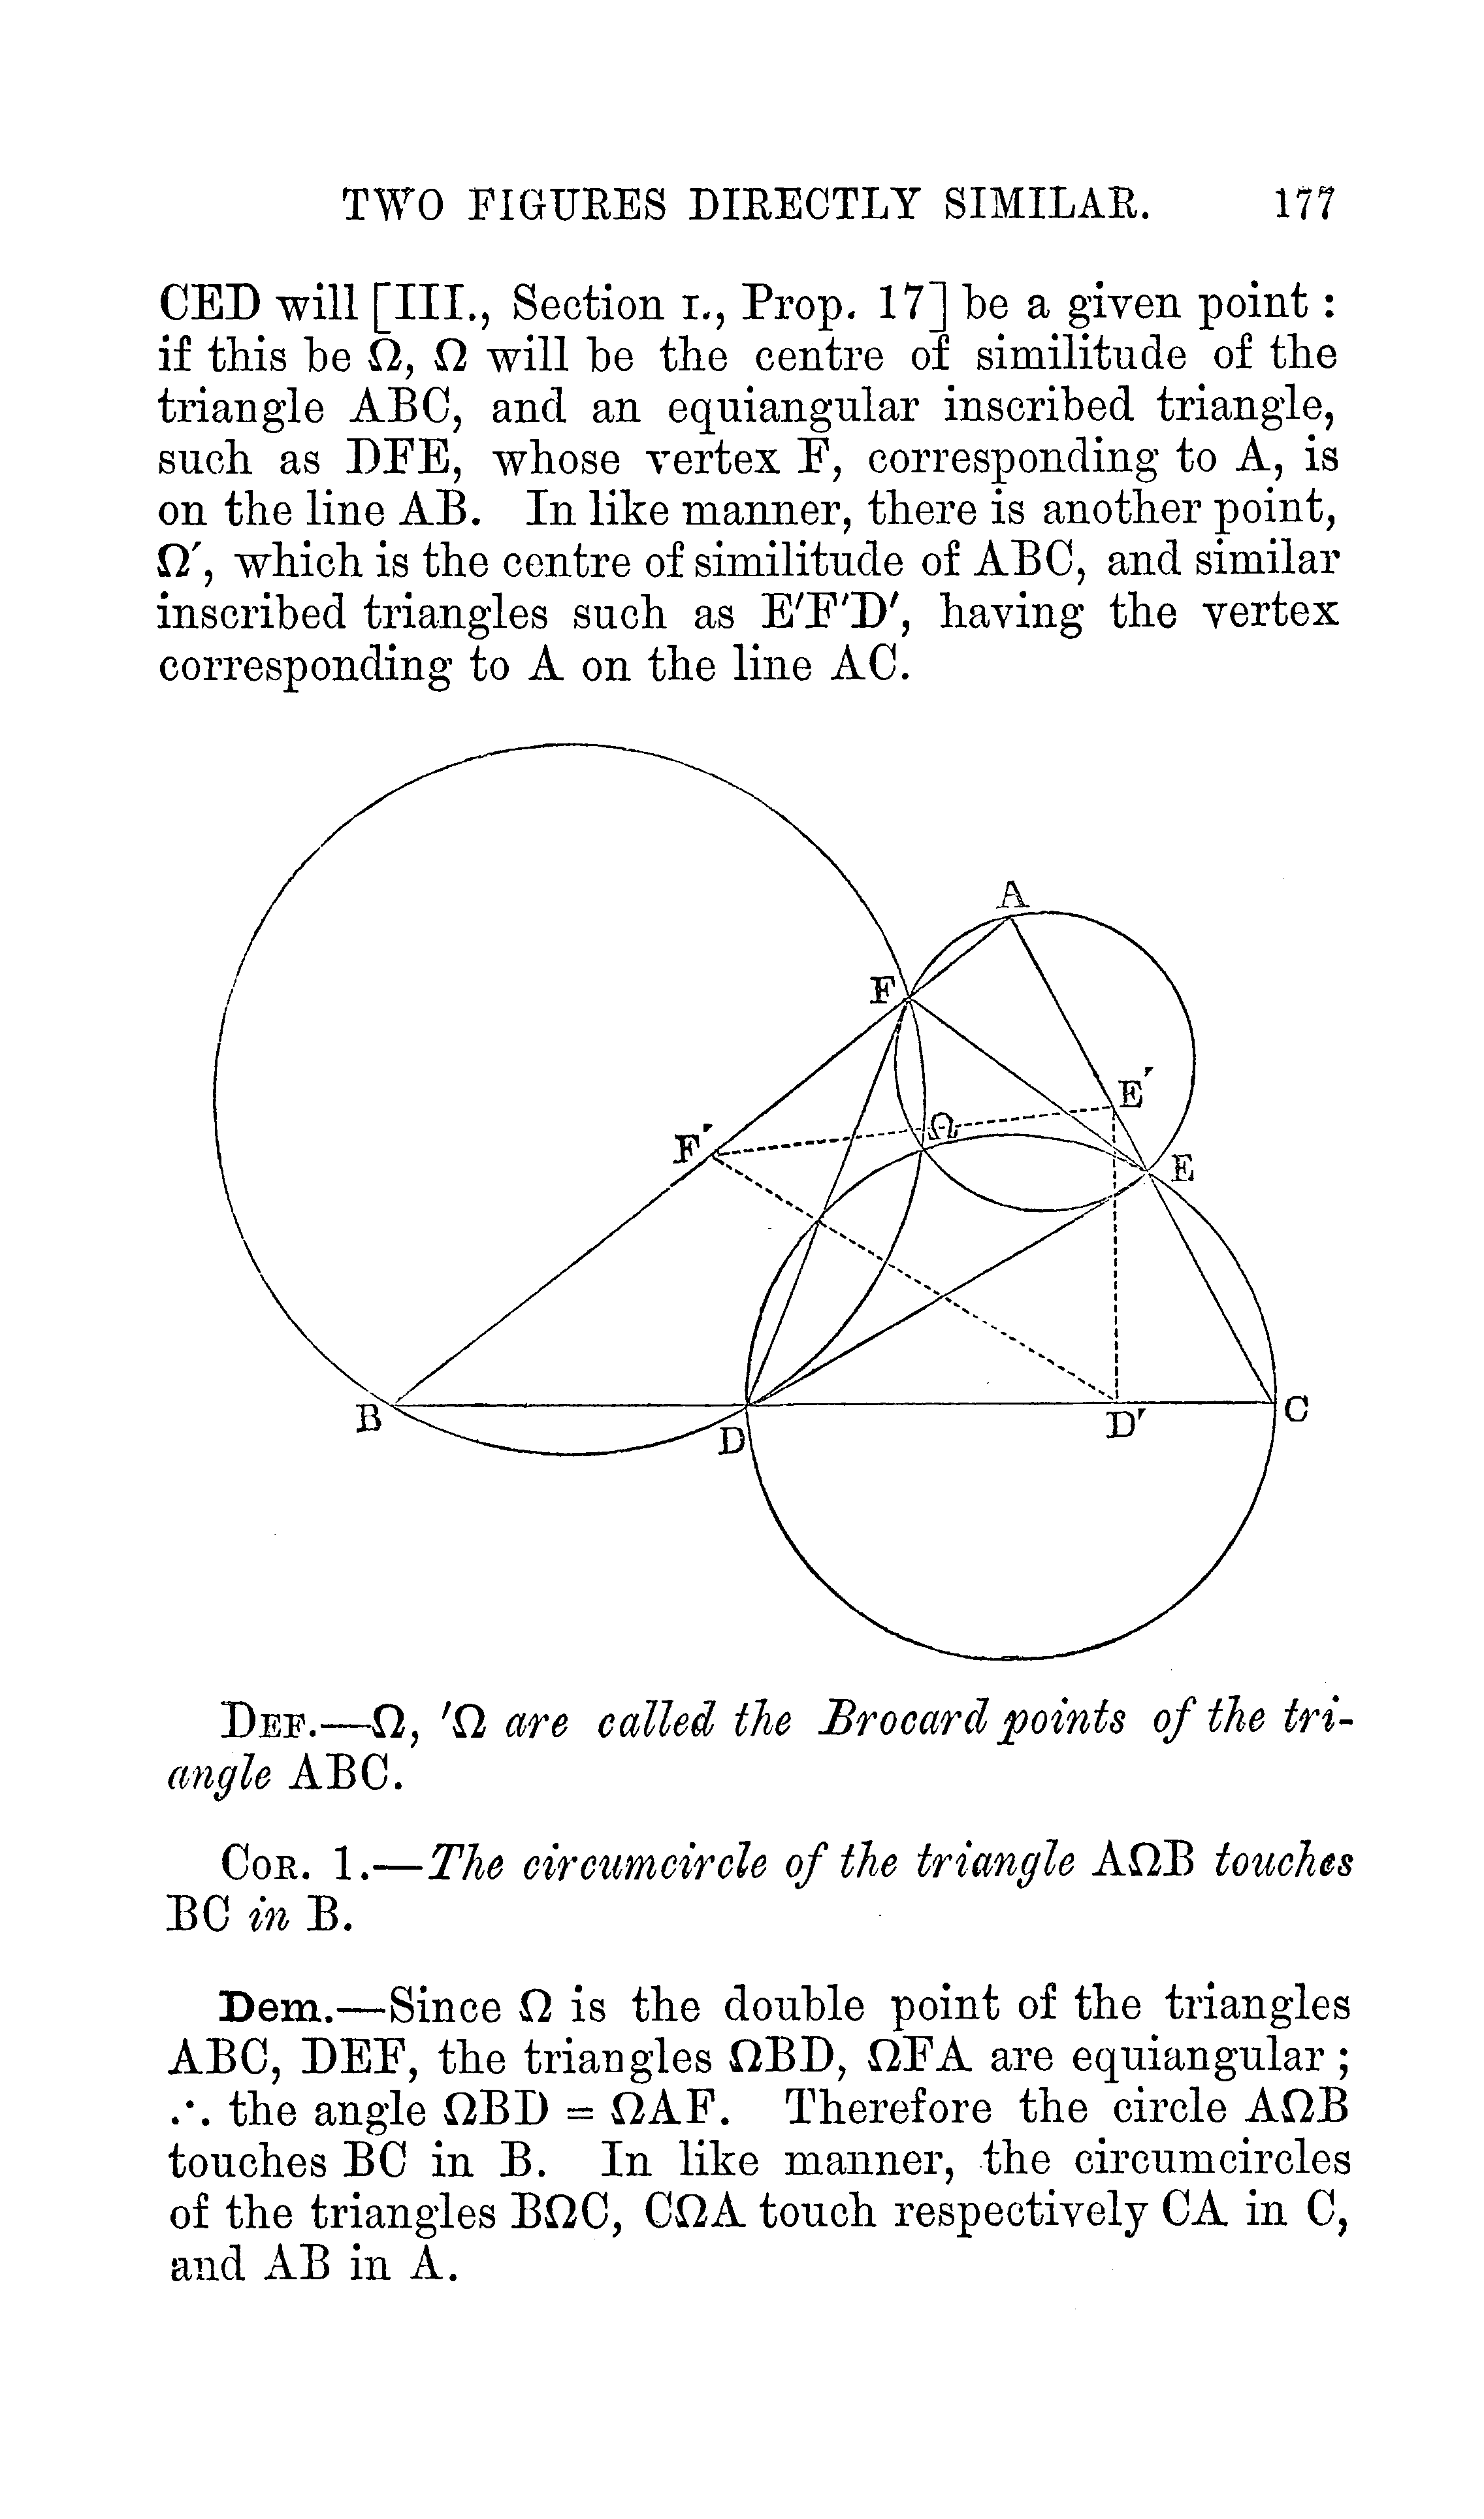 TWO FIGURES DIRECTLY SIMILAR. 177
CED will [III., Section I., Prop. 17] be a given point :
if this be Ω, Ω will be the centre of similitude of the
triangle ABC, and an equiangular inscribed triangle,
such as DFE, whose vertex F, corresponding to A, is
on the line AB. In like manner, there is another point,
Ω′, which is the centre of similitude of ABC, and similar
inscribed triangles such as E′F′D′, having the vertex
corresponding to A on the line AC.
A
F
E′
Ω
F′
E
B
D
D′
C
DEF.—Ω, ′Ω are called the Brocard points of the tri-
angle ABC.
COR. 1.—The circumcircle of the triangle AΩB touches
BC in B.
Dem.—Since Ω is the double point of the triangles
ABC, DEF, the triangles ΩBD, ΩFA are equiangular ;
∴ the angle ΩBD = ΩAF. Therefore the circle AΩB
touches BC in B. In like manner, the circumcircles
of the triangles BΩC, CΩA touch respectively CA in C,
and AB in A.